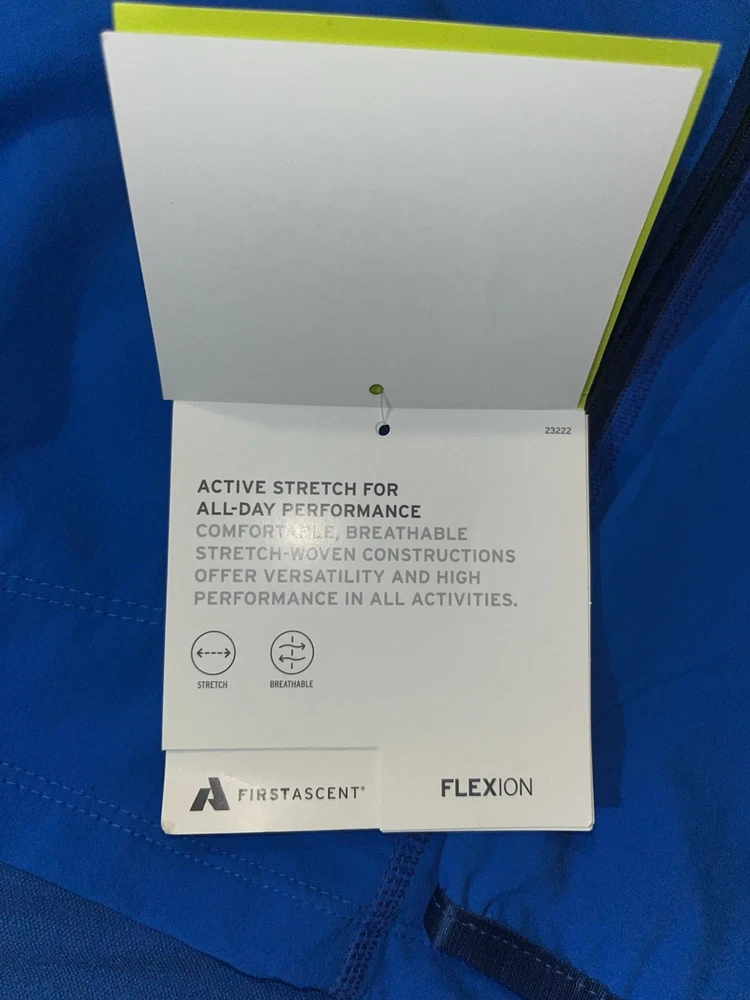 23222
ACTIVE STRETCH FOR
ALL-DAY PERFORMANCE
COMFORTABLE, BREATHABLE
STRETCH-WOVEN CONSTRUCTIONS
OFFER VERSATILITY AND HIGH
PERFORMANCE IN ALL ACTIVITIES.
STRETCH BREATHABLE
FIRSTASCENT® FLEXION